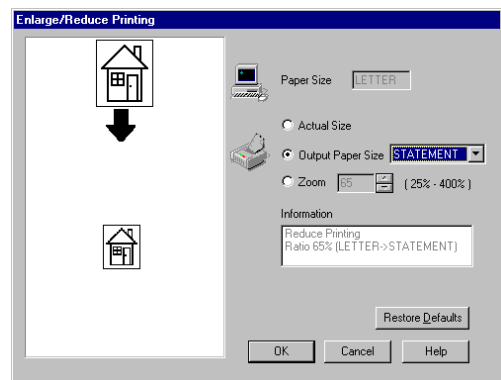 Enlarge/Reduce Printing
Paper Size LETTER
Actual Size
Output Paper Size STATEMENT
Zoom 65 ( 25% - 400% )
Information
Reduce Printing
Ratio 65% (LETTER->STATEMENT)
Restore Defaults
OK Cancel Help